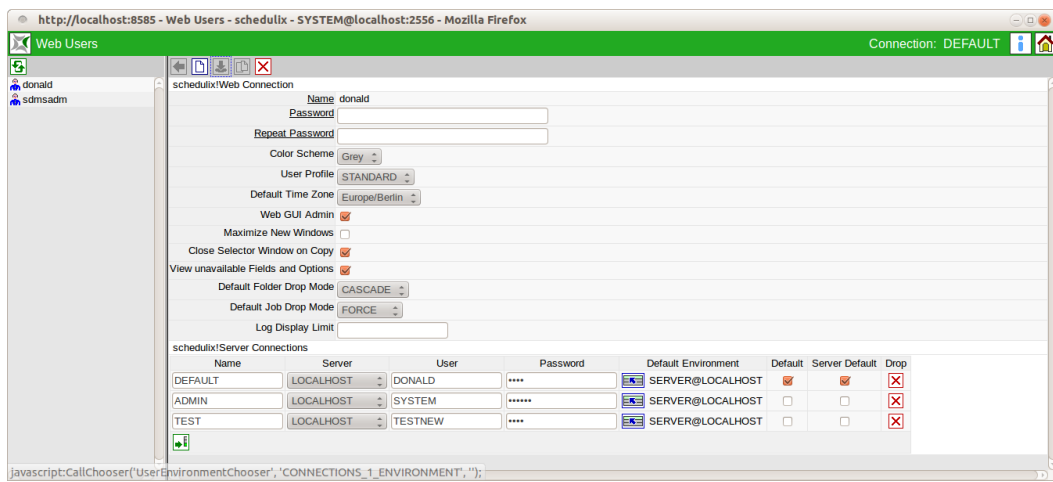 http://localhost:8585 - Web Users - schedulix - SYSTEM@localhost:2556 - Mozilla Firefox
Web Users Connection: DEFAULT
donald
sdmsadm
schedulix!Web Connection
Name donald
Password
Repeat Password
Color Scheme Grey
User Profile STANDARD
Default Time Zone Europe/Berlin
Web GUI Admin
Maximize New Windows
Close Selector Window on Copy
View unavailable Fields and Options
Default Folder Drop Mode CASCADE
Default Job Drop Mode FORCE
Log Display Limit
schedulix!Server Connections
Name Server User Password Default Environment Default Server Default Drop
DEFAULT LOCALHOST DONALD •••• SERVER@LOCALHOST
ADMIN LOCALHOST SYSTEM •••••• SERVER@LOCALHOST
TEST LOCALHOST TESTNEW •••• SERVER@LOCALHOST
javascript:CallChooser('UserEnvironmentChooser', 'CONNECTIONS_1_ENVIRONMENT', '');